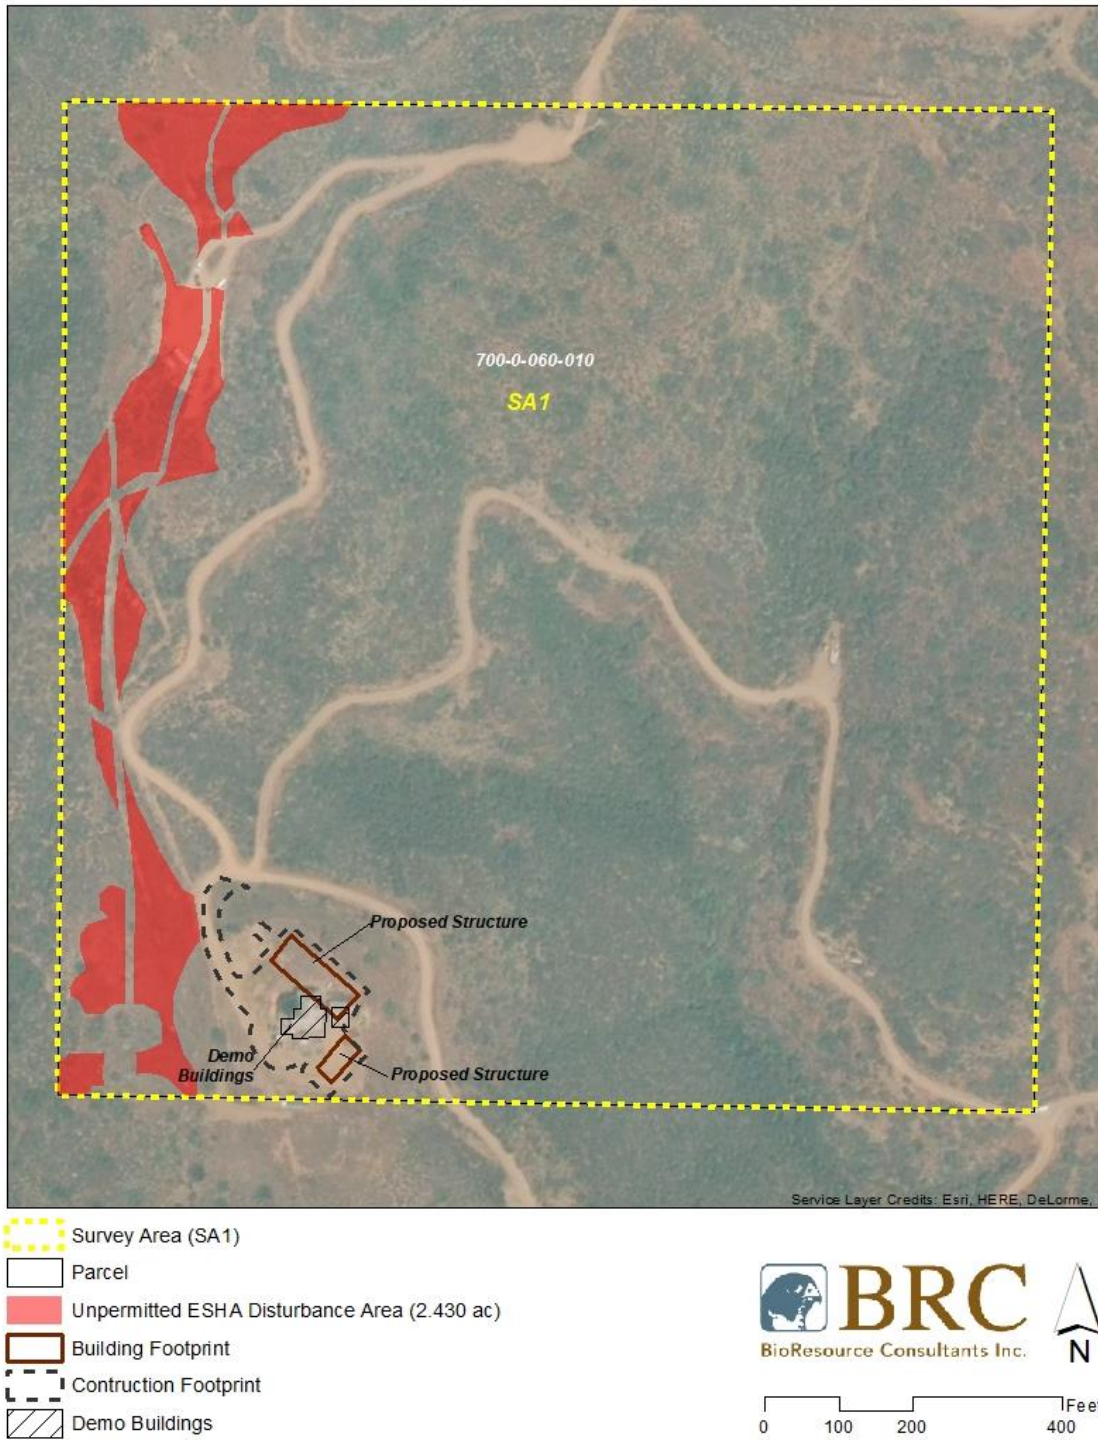 700-0-060-010
SA1
Proposed Structure
Demo
Buildings
Proposed Structure
Service Layer Credits: Esri, HERE, DeLorme,
Survey Area (SA1)
Parcel
Unpermitted ESHA Disturbance Area (2.430 ac)
Building Footprint
Contruction Footprint
Demo Buildings
BRC
BioResource Consultants Inc.
N
0 100 200 400